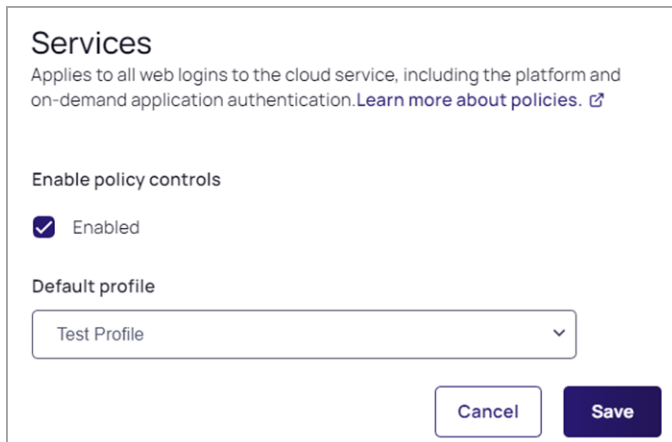 Services
Applies to all web logins to the cloud service, including the platform and
on-demand application authentication.Learn more about policies.
Enable policy controls
Enabled
Default profile
Test Profile
Cancel Save